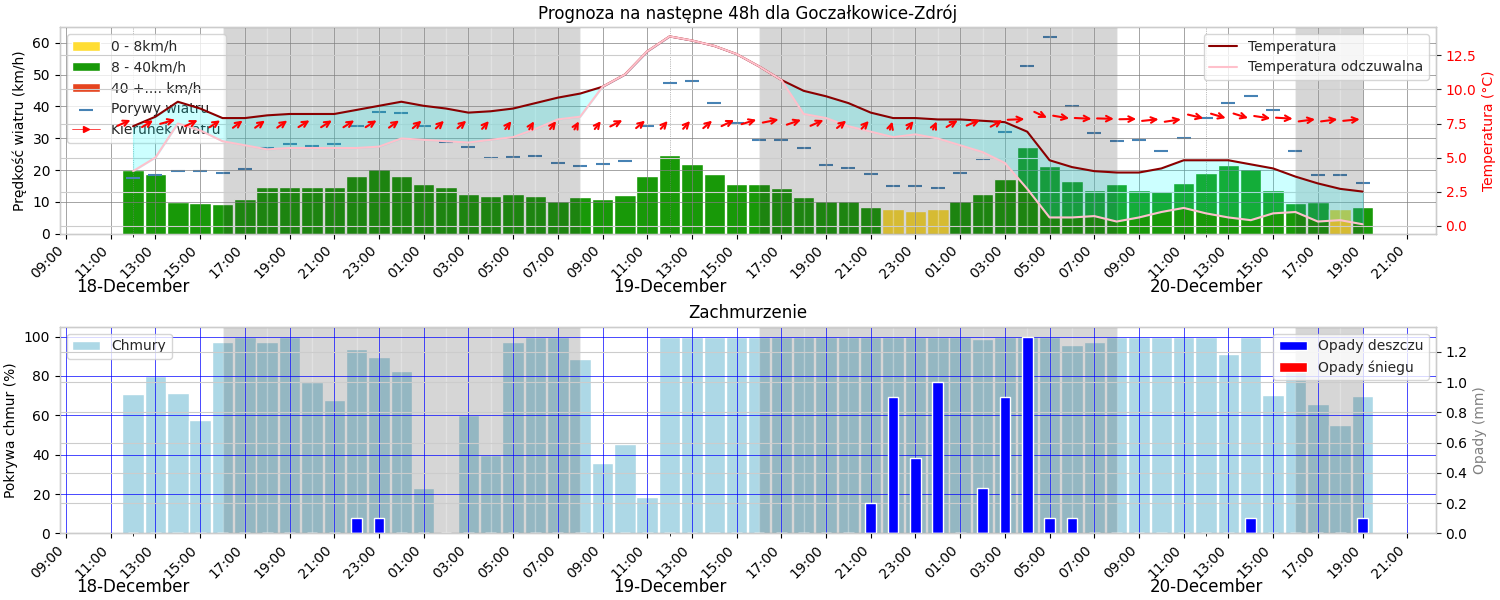 Prognoza na następne 48h dla Goczałkowice-Zdrój
Prędkość wiatru (km/h)
60
50
40
30
20
10
0
0 - 8km/h
8 - 40km/h
40 +.... km/h
Porywy wiatru
Kierunek wiatru
Temperatura
Temperatura odczuwalna
12.5
10.0
7.5
5.0
2.5
0.0
Temperatura (°C)
09:00 11:00 13:00 15:00 17:00 19:00 21:00 23:00 01:00 03:00 05:00 07:00 09:00 11:00 13:00 15:00 17:00 19:00 21:00 23:00 01:00 03:00 05:00 07:00 09:00 11:00 13:00 15:00 17:00 19:00 21:00
18-December 19-December 20-December
Zachmurzenie
Pokrywa chmur (%)
100
80
60
40
20
0
Chmury
Opady deszczu
Opady śniegu
1.2
1.0
0.8
0.6
0.4
0.2
0.0
Opady (mm)
09:00 11:00 13:00 15:00 17:00 19:00 21:00 23:00 01:00 03:00 05:00 07:00 09:00 11:00 13:00 15:00 17:00 19:00 21:00 23:00 01:00 03:00 05:00 07:00 09:00 11:00 13:00 15:00 17:00 19:00 21:00
18-December 19-December 20-December